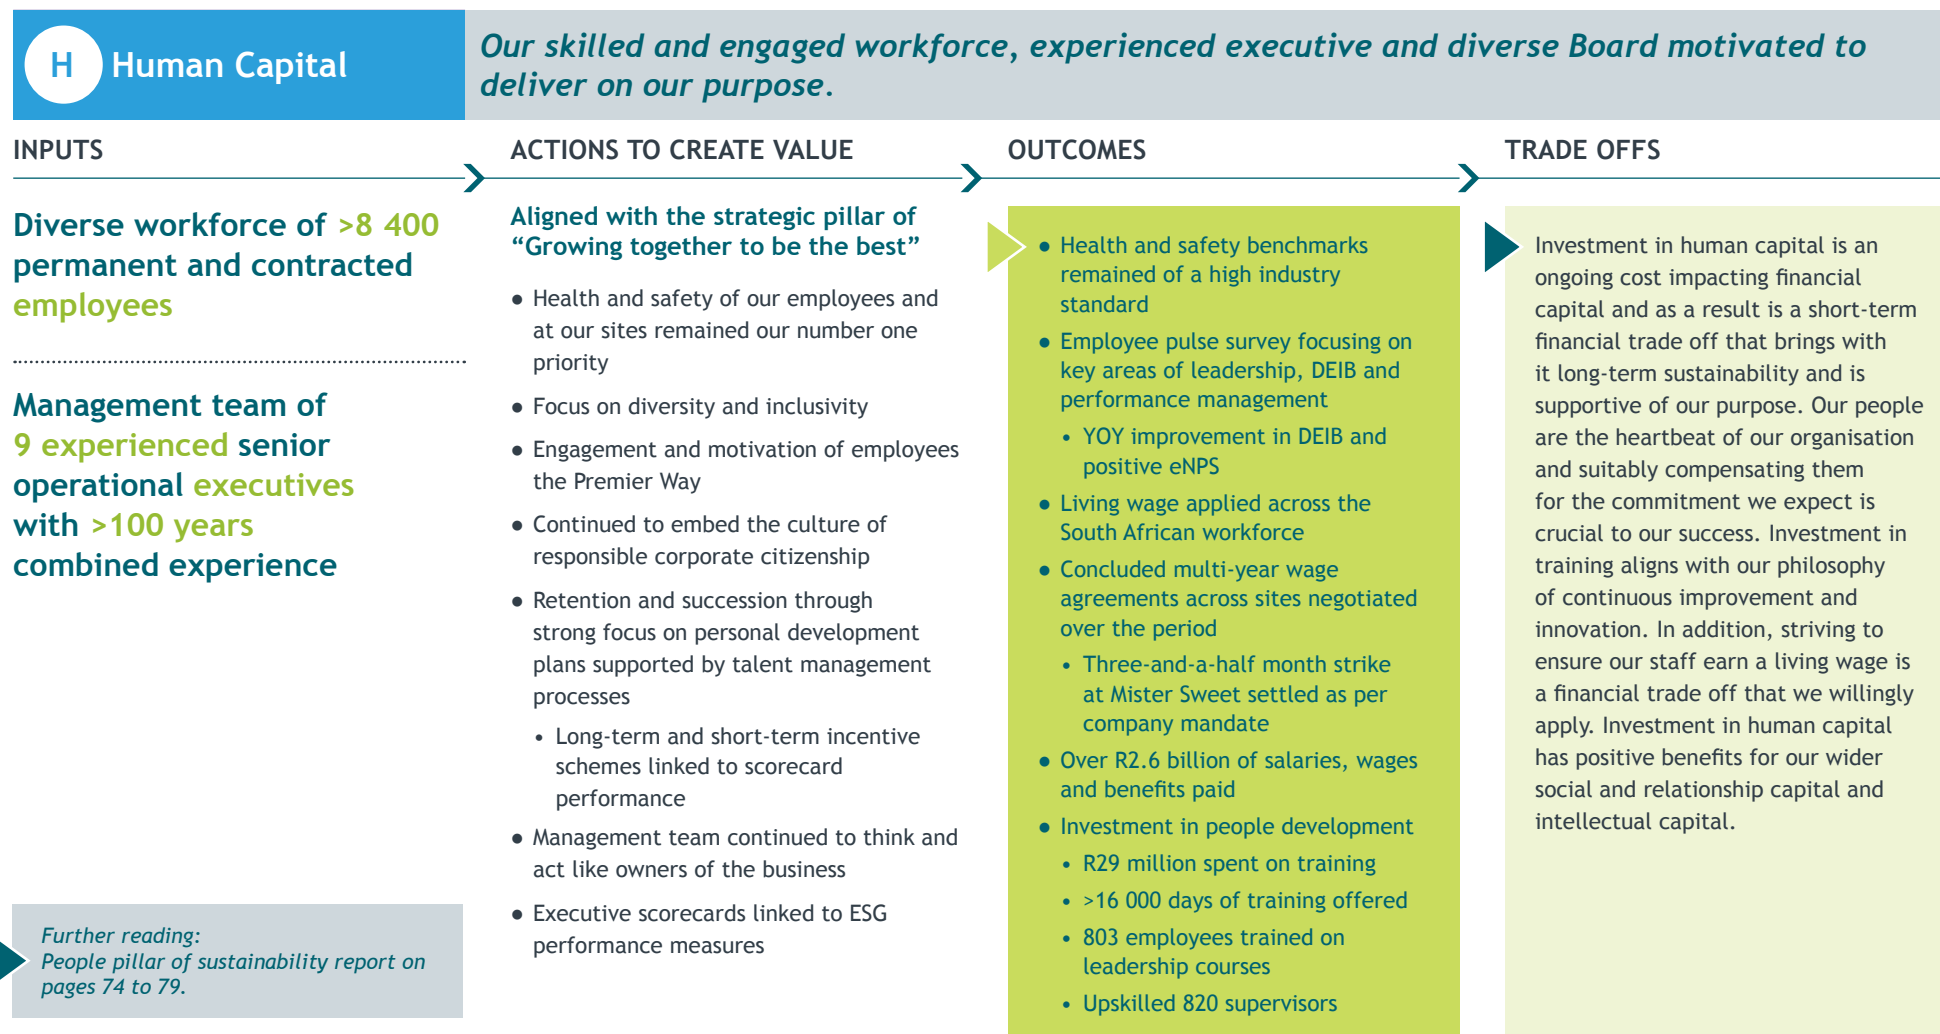 H Human Capital
Our skilled and engaged workforce, experienced executive and diverse Board motivated to
deliver on our purpose.
INPUTS
Diverse workforce of >8 400
permanent and contracted
employees
Management team of
9 experienced senior
operational executives
with >100 years
combined experience
Further reading:
People pillar of sustainability report on
pages 74 to 79.
ACTIONS TO CREATE VALUE
Aligned with the strategic pillar of
“Growing together to be the best”
• Health and safety of our employees and
at our sites remained our number one
priority
• Focus on diversity and inclusivity
• Engagement and motivation of employees
the Premier Way
• Continued to embed the culture of
responsible corporate citizenship
• Retention and succession through
strong focus on personal development
plans supported by talent management
processes
• Long-term and short-term incentive
schemes linked to scorecard
performance
• Management team continued to think and
act like owners of the business
• Executive scorecards linked to ESG
performance measures
OUTCOMES
• Health and safety benchmarks
remained of a high industry
standard
• Employee pulse survey focusing on
key areas of leadership, DEIB and
performance management
• YOY improvement in DEIB and
positive eNPS
• Living wage applied across the
South African workforce
• Concluded multi-year wage
agreements across sites negotiated
over the period
• Three-and-a-half month strike
at Mister Sweet settled as per
company mandate
• Over R2.6 billion of salaries, wages
and benefits paid
• Investment in people development
• R29 million spent on training
• >16 000 days of training offered
• 803 employees trained on
leadership courses
• Upskilled 820 supervisors
TRADE OFFS
Investment in human capital is an
ongoing cost impacting financial
capital and as a result is a short-term
financial trade off that brings with
it long-term sustainability and is
supportive of our purpose. Our people
are the heartbeat of our organisation
and suitably compensating them
for the commitment we expect is
crucial to our success. Investment in
training aligns with our philosophy
of continuous improvement and
innovation. In addition, striving to
ensure our staff earn a living wage is
a financial trade off that we willingly
apply. Investment in human capital
has positive benefits for our wider
social and relationship capital and
intellectual capital.